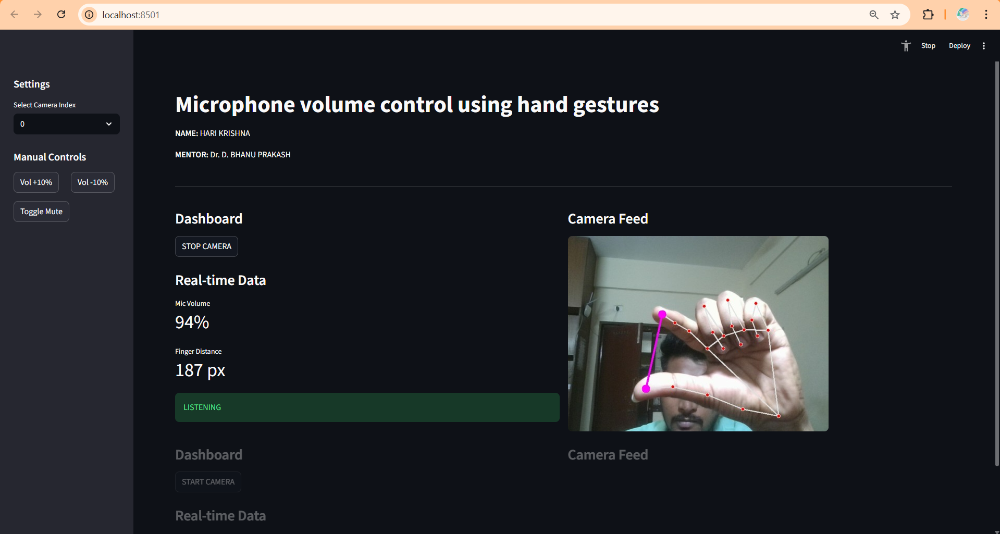 localhost:8501
Stop
Deploy
Settings
Select Camera Index
0
Manual Controls
Vol +10%
Vol -10%
Toggle Mute
Microphone volume control using hand gestures
NAME: HARI KRISHNA
MENTOR: Dr. D. BHANU PRAKASH
Dashboard
STOP CAMERA
Real-time Data
Mic Volume
94%
Finger Distance
187 px
LISTENING
Camera Feed
Dashboard
START CAMERA
Real-time Data
Camera Feed